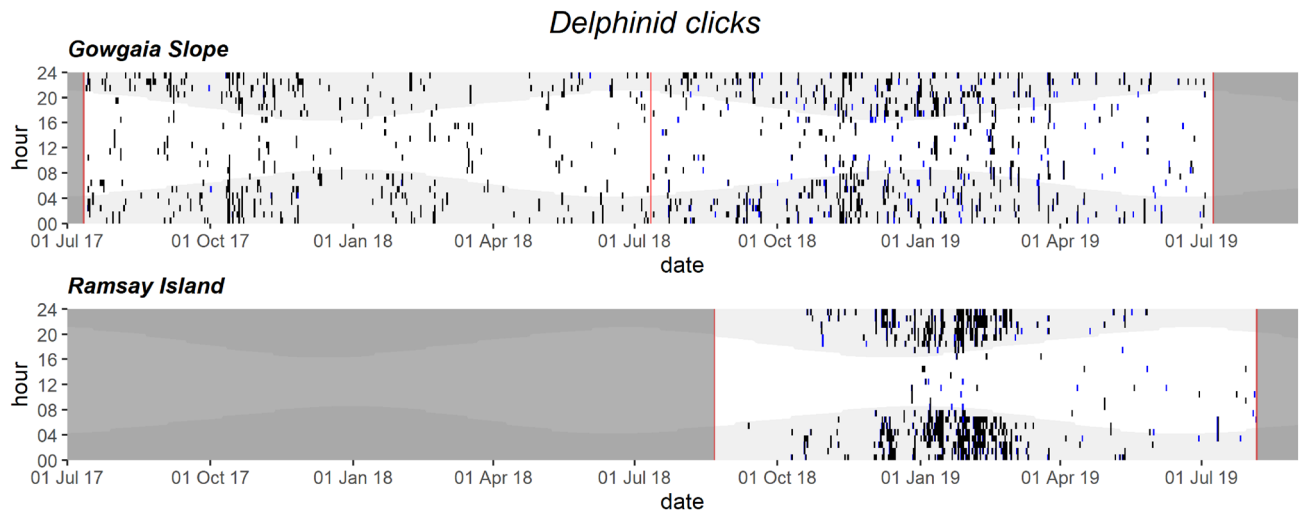 Delphinid clicks
Gowgaia Slope
24
20
16
12
08
04
00
hour
01 Jul 17 01 Oct 17 01 Jan 18 01 Apr 18 01 Jul 18 01 Oct 18 01 Jan 19 01 Apr 19 01 Jul 19
date
Ramsay Island
24
20
16
12
08
04
00
hour
01 Jul 17 01 Oct 17 01 Jan 18 01 Apr 18 01 Jul 18 01 Oct 18 01 Jan 19 01 Apr 19 01 Jul 19
date